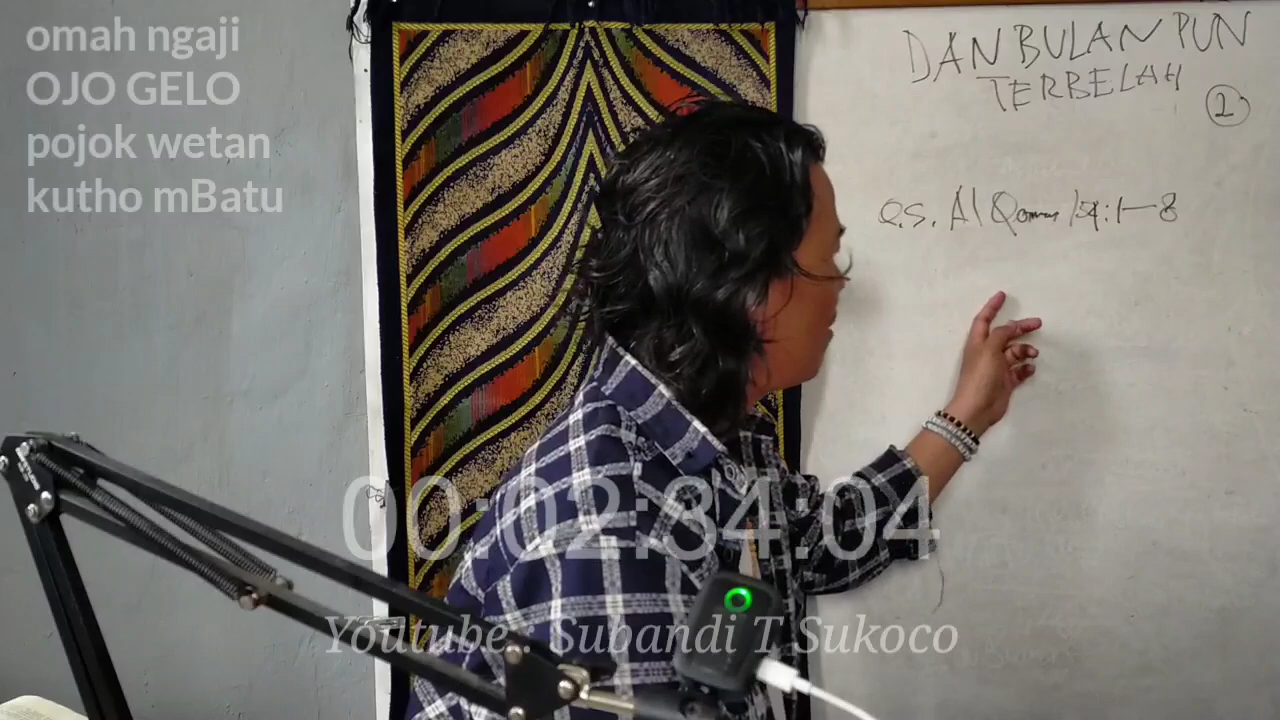 omah ngaji
OJO GELO
pojok wetan
kutho mBatu
DAN BULAN PUN
TERBELAH
2
Q.S. Al Qomar /54:1-8
00:02:34:04
Youtube : Subandi T Sukoco